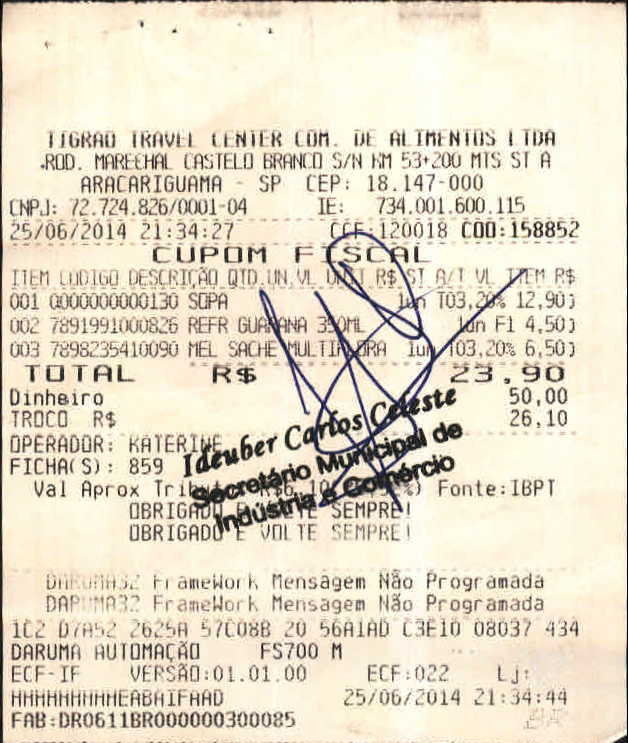 TIGRAO TRAVEL CENTER COM. DE ALIMENTOS LTDA
ROD. MARECHAL CASTELO BRANCO S/N KM 53+200 MTS ST A
ARACARIGUAMA - SP CEP: 18.147-000
CNPJ: 72.724.826/0001-04 IE: 734.001.600.115
25/06/2014 21:34:27 CCF:120018 COO:158852
CUPOM FISCAL
ITEM CODIGO DESCRIÇÃO QTD.UN.VL UNIT R$ ST A/T VL ITEM R$
001 0000000000130 SOPA 1un T03,20% 12,90
002 7891991000826 REFR GUARANA 350ML 1un F1 4,50
003 7898235410090 MEL SACHE MULTI 1un T03,20% 6,50
TOTAL R$ 23,90
Dinheiro 50,00
TROCO R$ 26,10
OPERADOR: KATERINE
FICHA(S): 859
Ideuber Carlos Celeste
Secretário Municipal de
Indústria e Comércio
Val Aprox Fonte:IBPT
OBRIGADO E VOLTE SEMPRE!
OBRIGADO E VOLTE SEMPRE!
DARUMA32 FrameWork Mensagem Não Programada
DARUMA32 FrameWork Mensagem Não Programada
1C2 D7A52 2625A 57C08B 20 56A1AD C3E10 08037 434
DARUMA AUTOMAÇÃO FS700 M
ECF-IF VERSÃO:01.01.00 ECF:022 Lj:
HHHHHHHHHEABAIFAAD 25/06/2014 21:34:44
FAB:DR0611BR000000300085
BR